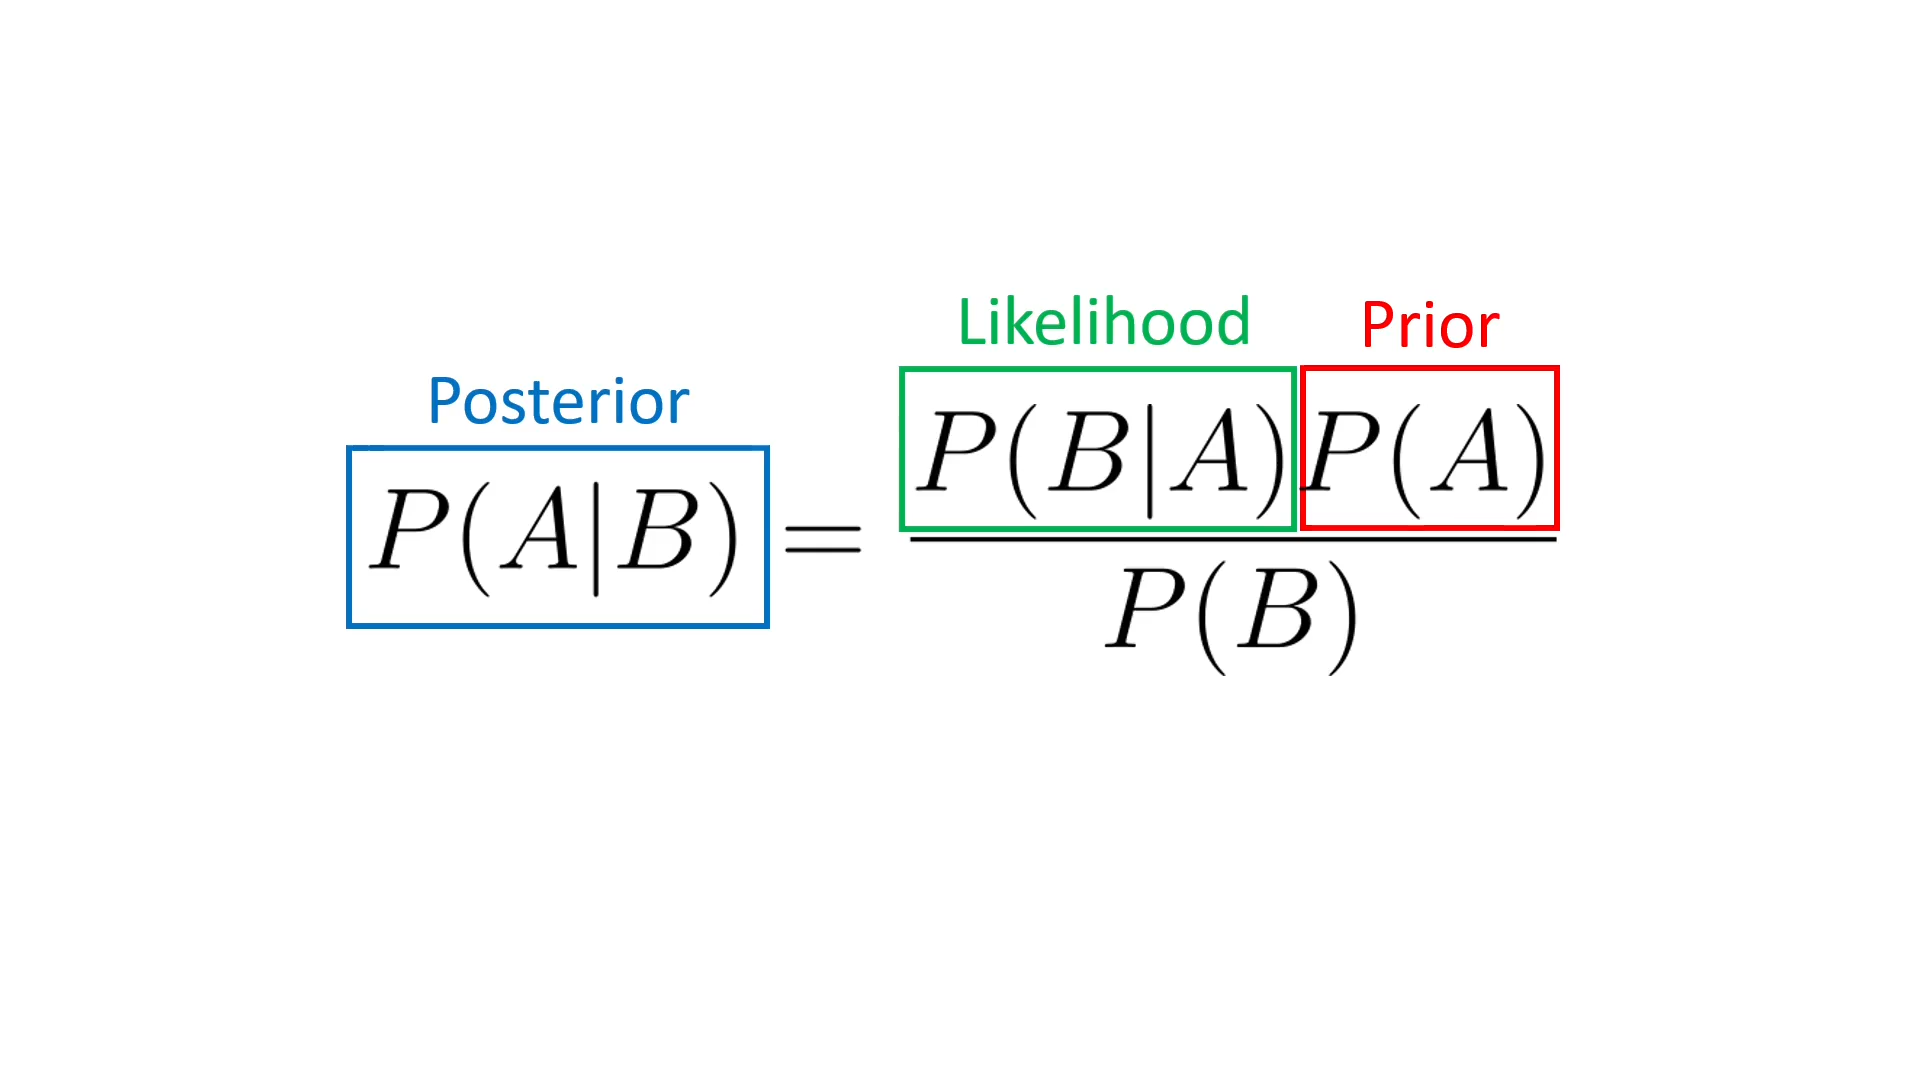 Likelihood Prior
Posterior
P(B|A)P(A)
P(A|B) =
P(B)